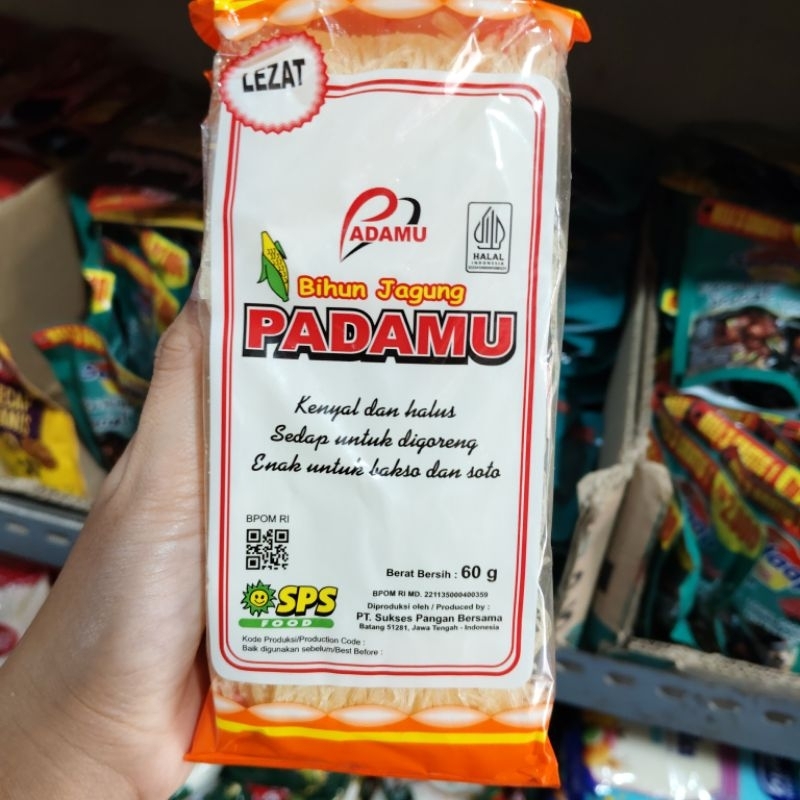 LEZAT
PADAMU
HALAL
INDONESIA
Bihun Jagung
PADAMU
Kenyal dan halus
Sedap untuk digoreng
Enak untuk bakso dan soto
BPOM RI
Berat Bersih : 60 g
BPOM RI MD. 221135000400359
Diproduksi oleh / Produced by :
PT. Sukses Pangan Bersama
Batang 51281, Jawa Tengah - Indonesia
SPS
FOOD
Kode Produksi/Production Code :
Baik digunakan sebelum/Best Before :